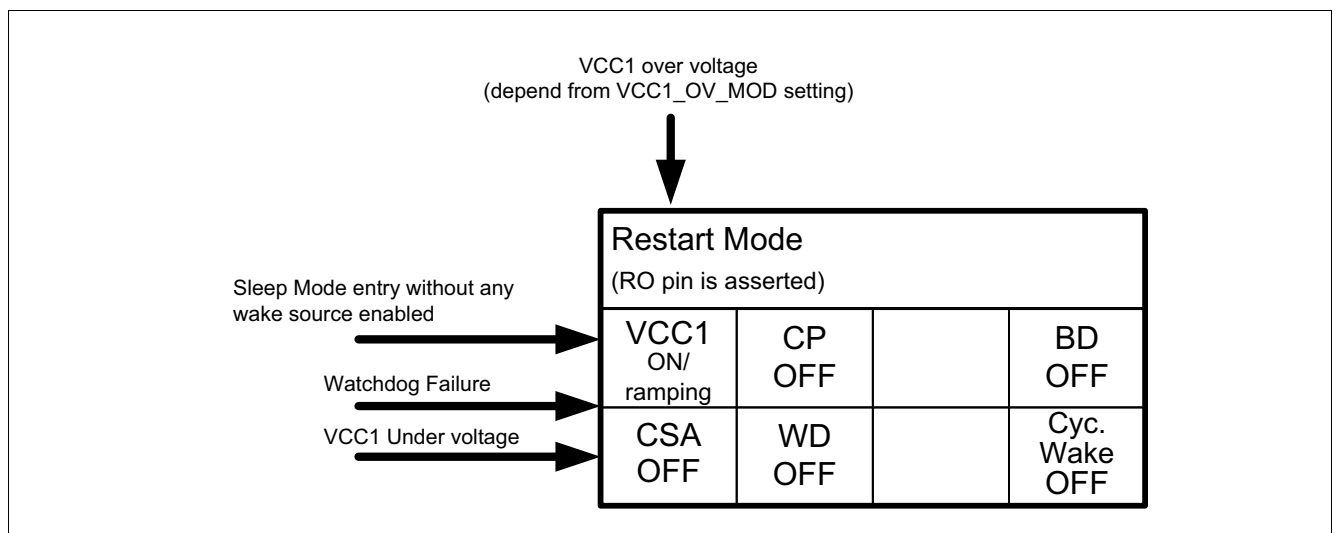 VCC1 over voltage
(depend from VCC1_OV_MOD setting)
Restart Mode
(RO pin is asserted)
Sleep Mode entry without any
wake source enabled
Watchdog Failure
VCC1 Under voltage
VCC1
ON/
ramping
CP
OFF
BD
OFF
CSA
OFF
WD
OFF
Cyc.
Wake
OFF